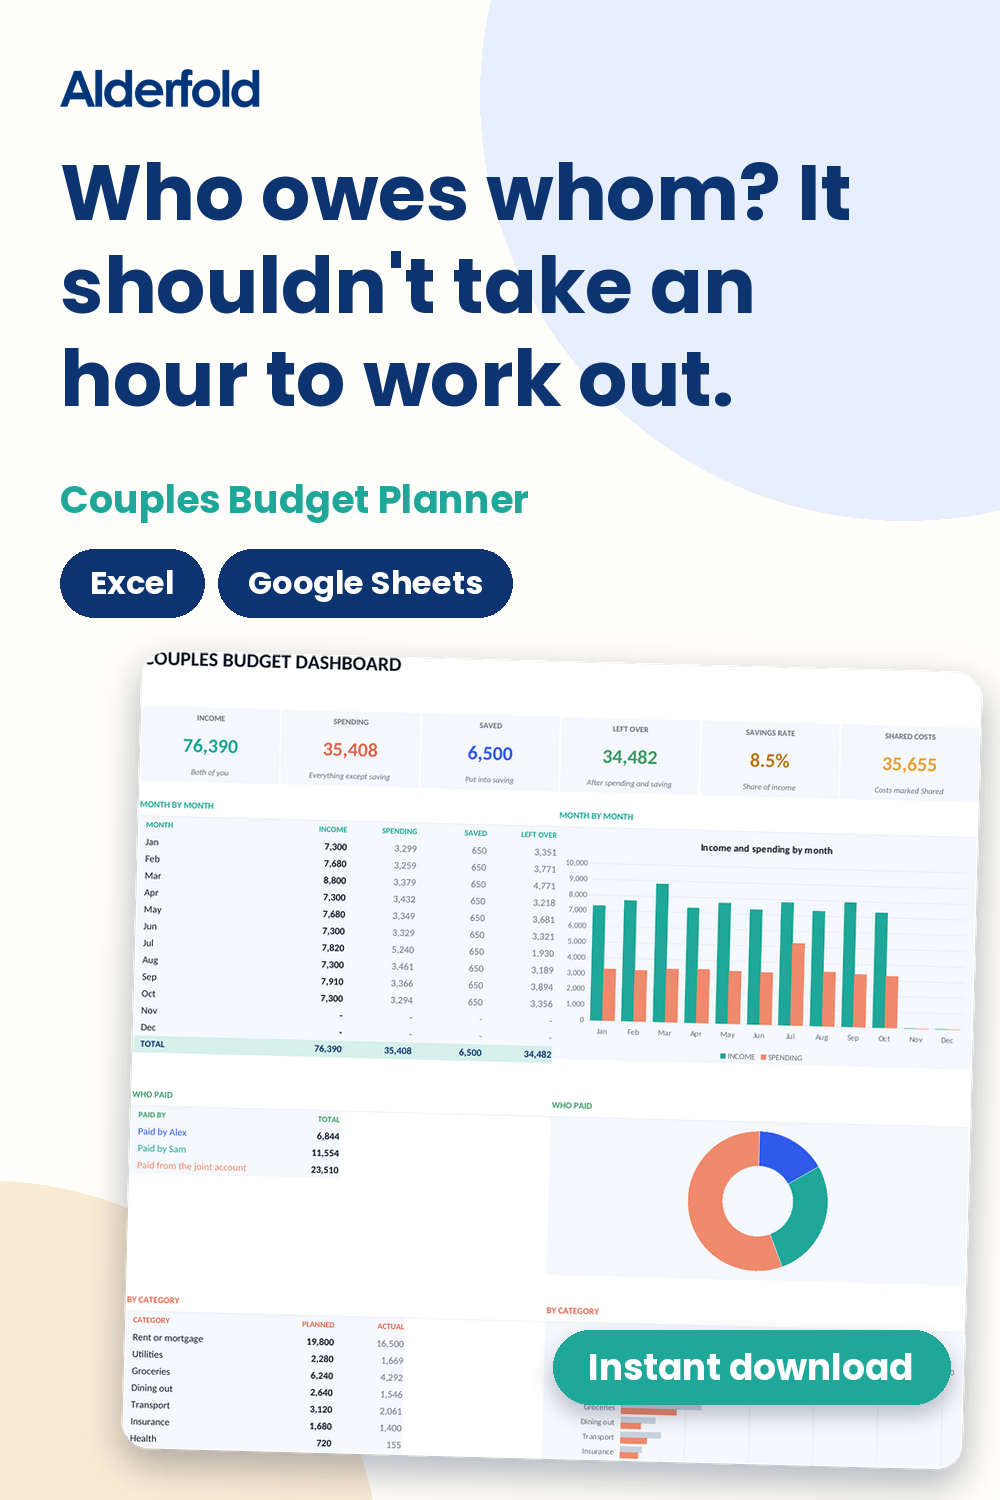 Alderfold
Who owes whom? It
shouldn't take an
hour to work out.
Couples Budget Planner
Excel Google Sheets
COUPLES BUDGET DASHBOARD
INCOME SPENDING SAVED LEFT OVER SAVINGS RATE SHARED COSTS
76,390 35,408 6,500 34,482 8.5% 35,655
Both of you Everything except saving Put into saving After spending and saving Share of income Costs marked Shared
MONTH BY MONTH
MONTH INCOME SPENDING SAVED LEFT OVER
Jan 7,300 3,299 650 3,351
Feb 7,680 3,259 650 3,771
Mar 8,800 3,379 650 4,771
Apr 7,300 3,432 650 3,218
May 7,680 3,349 650 3,681
Jun 7,300 3,329 650 3,321
Jul 7,820 5,240 650 1,930
Aug 7,300 3,461 650 3,189
Sep 7,910 3,366 650 3,894
Oct 7,300 3,294 650 3,356
Nov - - - -
Dec - - - -
TOTAL 76,390 35,408 6,500 34,482
MONTH BY MONTH
Income and spending by month
10,000
9,000
8,000
7,000
6,000
5,000
4,000
3,000
2,000
1,000
0
Jan Feb Mar Apr May Jun Jul Aug Sep Oct Nov Dec
INCOME SPENDING
WHO PAID
PAID BY TOTAL
Paid by Alex 6,844
Paid by Sam 11,554
Paid from the joint account 23,510
WHO PAID
BY CATEGORY
CATEGORY PLANNED ACTUAL
Rent or mortgage 19,800 16,500
Utilities 2,280 1,669
Groceries 6,240 4,292
Dining out 2,640 1,546
Transport 3,120 2,061
Insurance 1,680 1,400
Health 720 155
BY CATEGORY
Instant download
Groceries
Dining out
Transport
Insurance